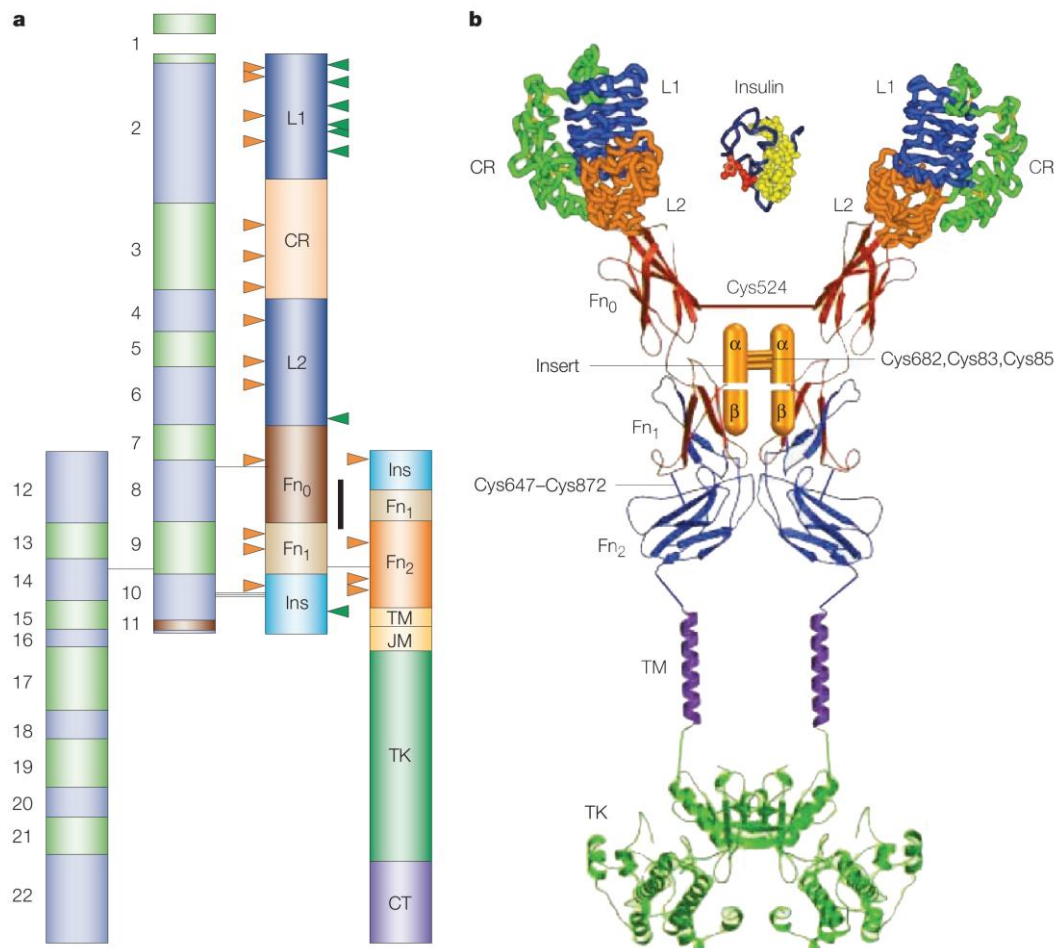 a
1
2
3
4
5
6
7
8
9
10
11
12
13
14
15
16
17
18
19
20
21
22
L1
CR
L2
Fn0
Fn1
Ins
Ins
Fn1
Fn2
TM
JM
TK
CT
b
L1
Insulin
L1
CR
CR
L2
L2
Fn0
Cys524
α α
Insert
Cys682,Cys83,Cys85
β β
Fn1
Cys647–Cys872
Fn2
TM
TK